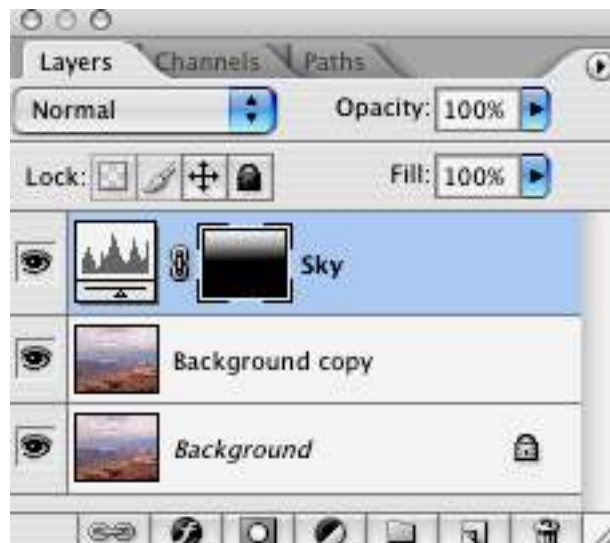 Layers Channels Paths
Normal Opacity: 100%
Lock: Fill: 100%
Sky
Background copy
Background